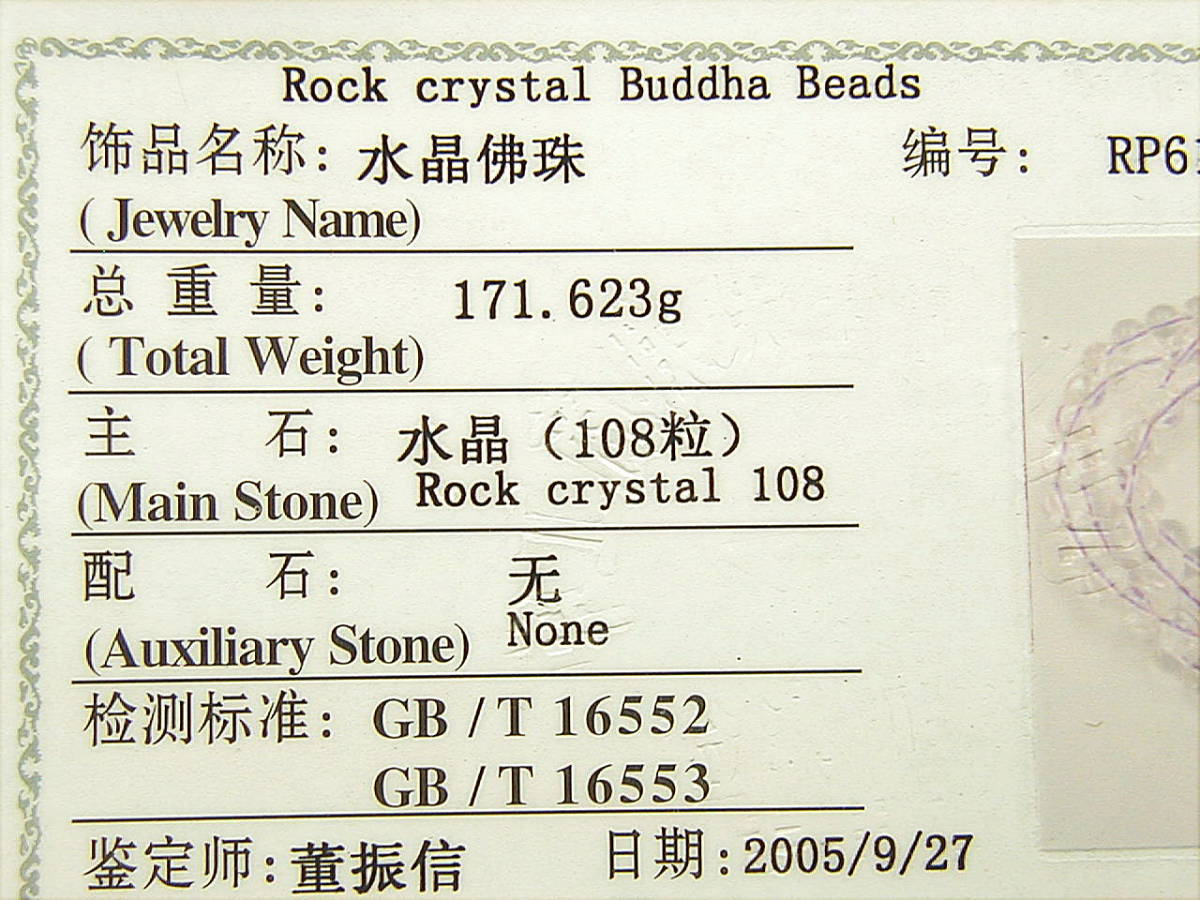 Rock crystal Buddha Beads
饰品名称: 水晶佛珠
编号: RP61
(Jewelry Name)
总重量: 171.623g
(Total Weight)
主石: 水晶（108粒）
(Main Stone) Rock crystal 108
配石: 无
(Auxiliary Stone) None
检测标准: GB/T 16552
GB/T 16553
鉴定师: 董振信 日期: 2005/9/27